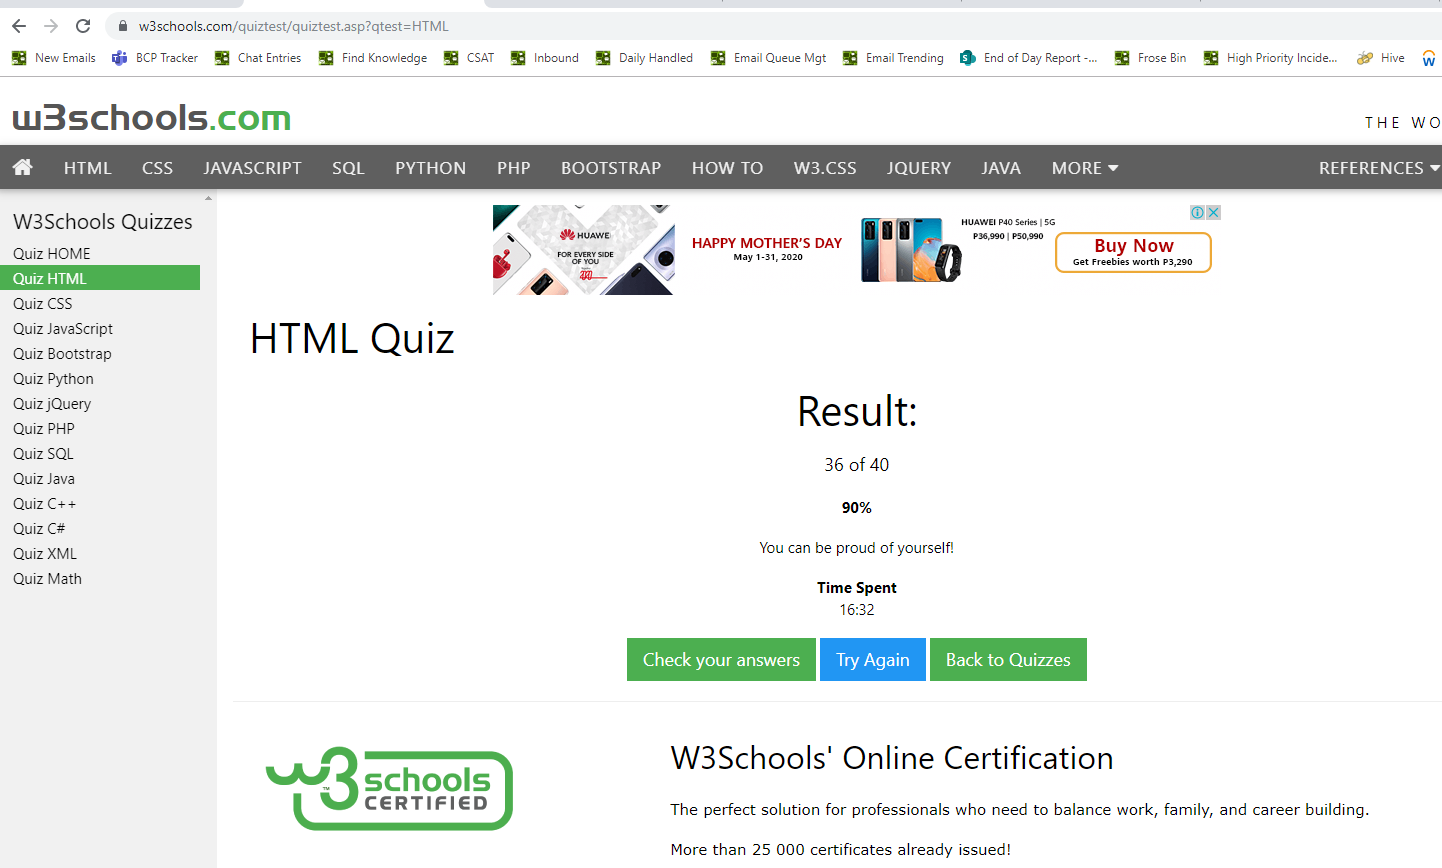 w3schools.com/quiztest/quiztest.asp?qtest=HTML
New Emails BCP Tracker Chat Entries Find Knowledge CSAT Inbound Daily Handled Email Queue Mgt Email Trending End of Day Report -... Frose Bin High Priority Incide... Hive
w3schools.com
THE WO
HTML CSS JAVASCRIPT SQL PYTHON PHP BOOTSTRAP HOW TO W3.CSS JQUERY JAVA MORE REFERENCES
W3Schools Quizzes
Quiz HOME
Quiz HTML
Quiz CSS
Quiz JavaScript
Quiz Bootstrap
Quiz Python
Quiz jQuery
Quiz PHP
Quiz SQL
Quiz Java
Quiz C++
Quiz C#
Quiz XML
Quiz Math
HUAWEI
FOR EVERY SIDE
OF YOU
HAPPY MOTHER'S DAY
May 1-31, 2020
HUAWEI P40 Series | 5G
P36,990 | P50,990
Buy Now
Get Freebies worth P3,290
HTML Quiz
Result:
36 of 40
90%
You can be proud of yourself!
Time Spent
16:32
Check your answers Try Again Back to Quizzes
w3schools
CERTIFIED
TM
W3Schools' Online Certification
The perfect solution for professionals who need to balance work, family, and career building.
More than 25 000 certificates already issued!